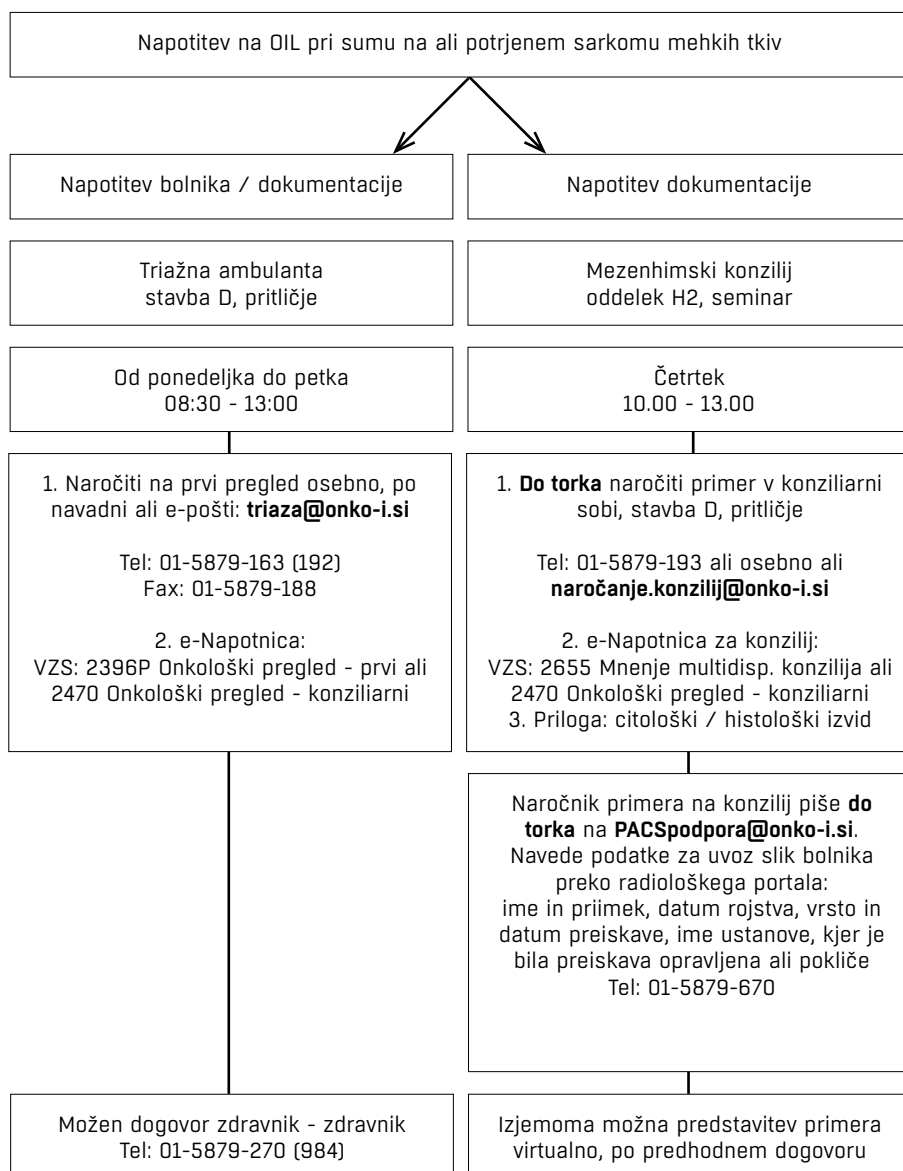 Napotitev na OIL pri sumu na ali potrjenem sarkomu mehkih tkiv
Napotitev bolnika / dokumentacije
Triažna ambulanta
stavba D, pritličje
Od ponedeljka do petka
08:30 - 13:00
1. Naročiti na prvi pregled osebno, po
navadni ali e-pošti: triaza@onko-i.si
Tel: 01-5879-163 (192)
Fax: 01-5879-188
2. e-Napotnica:
VZS: 2396P Onkološki pregled - prvi ali
2470 Onkološki pregled - konziliarni
Možen dogovor zdravnik - zdravnik
Tel: 01-5879-270 (984)
Napotitev dokumentacije
Mezenhimski konzilij
oddelek H2, seminar
Četrtek
10.00 - 13.00
1. Do torka naročiti primer v konziliarni
sobi, stavba D, pritličje
Tel: 01-5879-193 ali osebno ali
naročanje.konzilij@onko-i.si
2. e-Napotnica za konzilij:
VZS: 2655 Mnenje multidisp. konzilija ali
2470 Onkološki pregled - konziliarni
3. Priloga: citološki / histološki izvid
Naročnik primera na konzilij piše do
torka na PACSpodpora@onko-i.si.
Navede podatke za uvoz slik bolnika
preko radiološkega portala:
ime in priimek, datum rojstva, vrsto in
datum preiskave, ime ustanove, kjer je
bila preiskava opravljena ali pokliče
Tel: 01-5879-670
Izjemoma možna predstavitev primera
virtualno, po predhodnem dogovoru